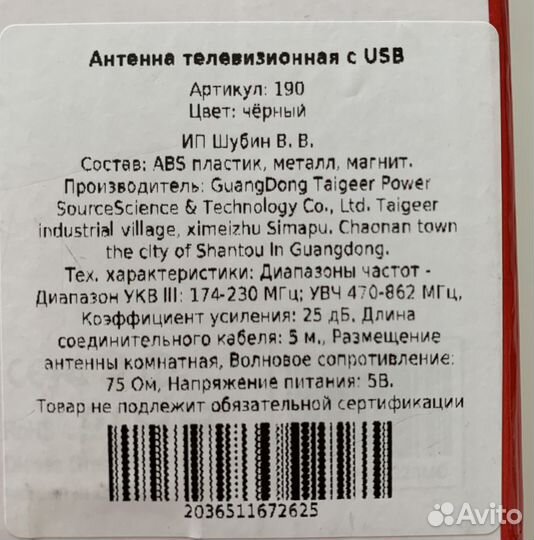 Антенна телевизионная с USB
Артикул: 190
Цвет: чёрный
ИП Шубин В. В.
Состав: ABS пластик, металл, магнит.
Производитель: GuangDong Taigeer Power
SourceScience & Technology Co., Ltd. Taigeer
industrial village, ximeizhu Simapu. Chaonan town
the city of Shantou In Guangdong.
Тех. характеристики: Диапазоны частот -
Диапазон УКВ III: 174-230 МГц; УВЧ 470-862 МГц,
Коэффициент усиления: 25 дБ, Длина
соединительного кабеля: 5 м., Размещение
антенны комнатная, Волновое сопротивление:
75 Ом, Напряжение питания: 5В.
Товар не подлежит обязательной сертификации
2036511672625
Avito